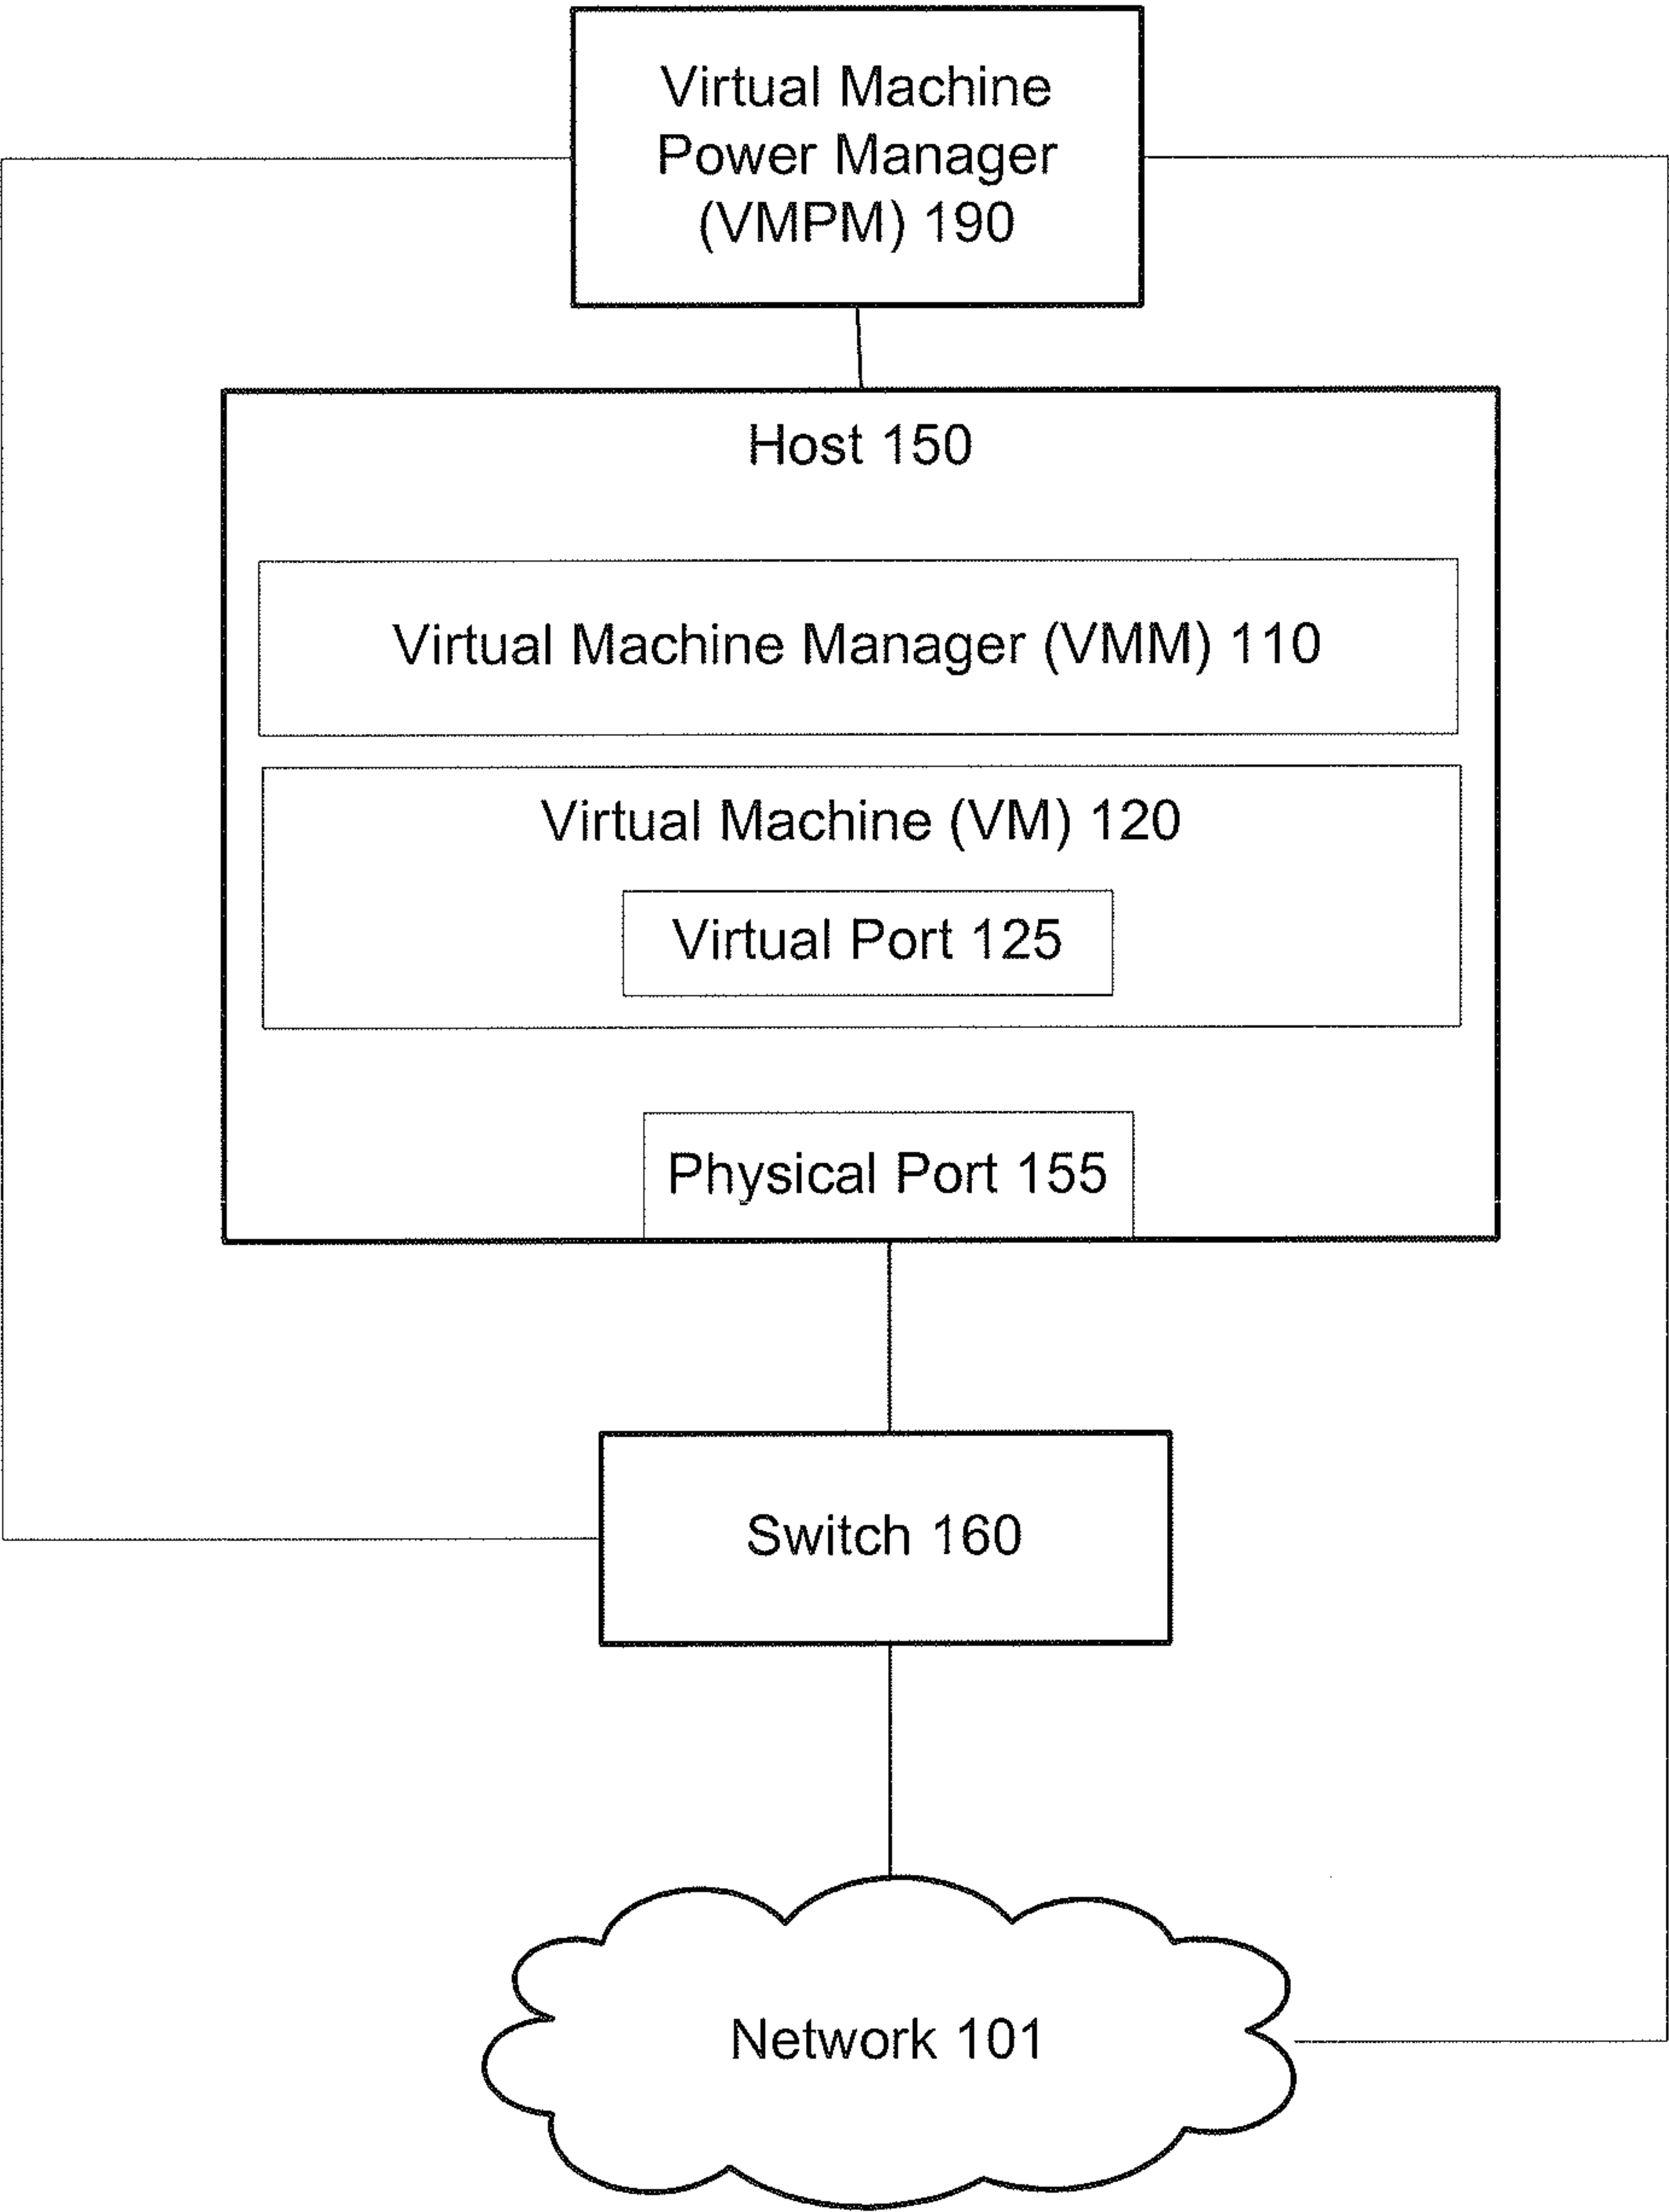 Virtual Machine
Power Manager
(VMPM) 190
Host 150
Virtual Machine Manager (VMM) 110
Virtual Machine (VM) 120
Virtual Port 125
Physical Port 155
Switch 160
Network 101